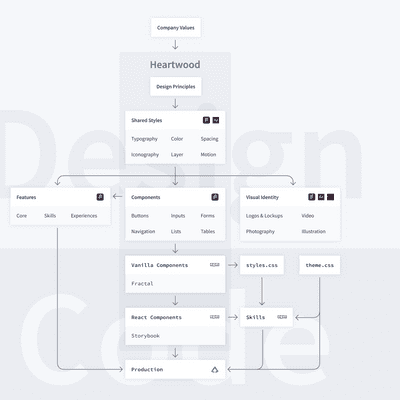 Company Values
Heartwood
Design Principles
Shared Styles
Typography Color Spacing
Iconography Layer Motion
Design
Features
Core Skills Experiences
Components
Buttons Inputs Forms
Navigation Lists Tables
Visual Identity
Logos & Lockups Video
Photography Illustration
Vanilla Components
Fractal
styles.css
theme.css
React Components
Storybook
Skills
Code
Production